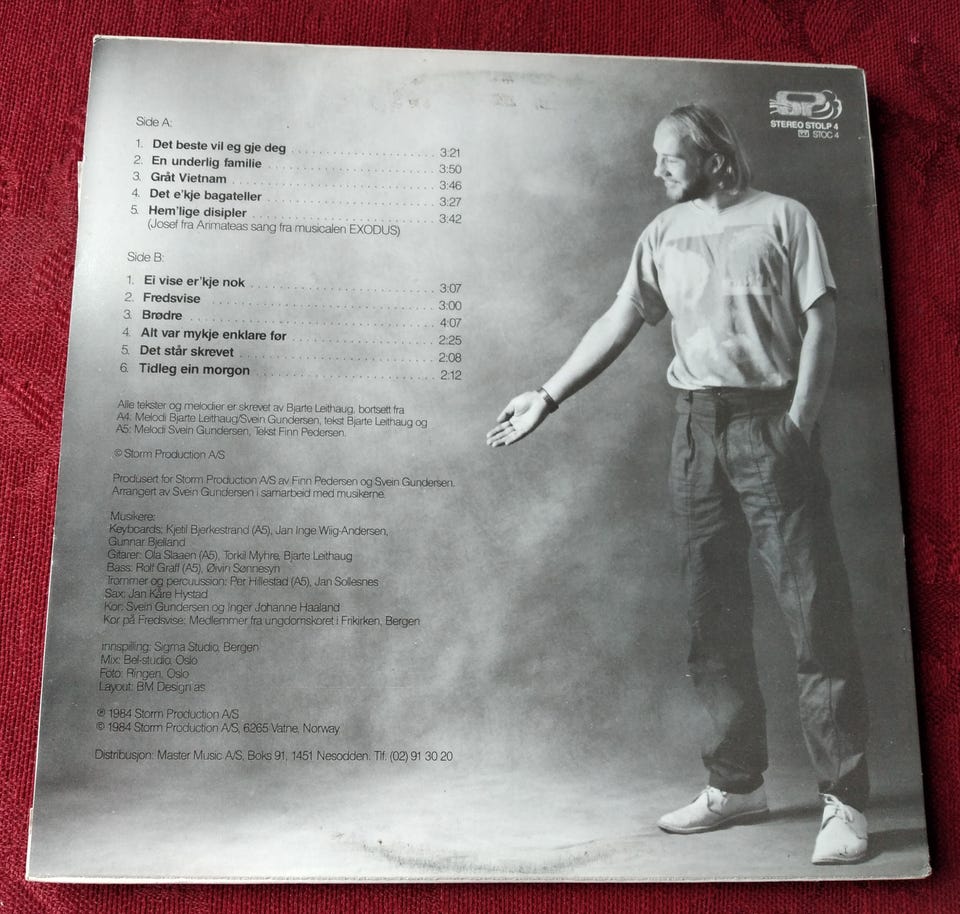 SP
STEREO STOLP 4
STOC 4
Side A:
1. Det beste vil eg gje deg 3:21
2. En underlig familie 3:50
3. Gråt Vietnam 3:46
4. Det e'kje bagateller 3:27
5. Hem'lige disipler 3:42
(Josef fra Arimateas sang fra musicalen EXODUS)
Side B:
1. Ei vise er'kje nok 3:07
2. Fredsvise 3:00
3. Brødre 4:07
4. Alt var mykje enklare før 2:25
5. Det står skrevet 2:08
6. Tidleg ein morgon 2:12
Alle tekster og melodier er skrevet av Bjarte Leithaug, bortsett fra
A4: Melodi Bjarte Leithaug/Svein Gundersen, tekst Bjarte Leithaug og
A5: Melodi Svein Gundersen, Tekst Finn Pedersen.
© Storm Production A/S
Produsert for Storm Production A/S av Finn Pedersen og Svein Gundersen.
Arrangert av Svein Gundersen i samarbeid med musikerne.
Musikere:
Keyboards: Kjetil Bjerkestrand (A5), Jan Inge Wiig-Andersen,
Gunnar Bjelland
Gitarer: Ola Slaaen (A5), Torkil Myhre, Bjarte Leithaug
Bass: Rolf Graff (A5), Øivin Sønnesyn
Trommer og percuusion: Per Hillestad (A5), Jan Sollesnes
Sax: Jan Kåre Hystad
Kor: Svein Gundersen og Inger Johanne Haaland
Kor på Fredsvise: Medlemmer fra ungdomskoret i Frikirken, Bergen
Innspilling: Sigma Studio, Bergen
Mix: Bel-studio, Oslo
Foto: Ringen, Oslo
Layout: BM Design as
℗ 1984 Storm Production A/S
© 1984 Storm Production A/S, 6265 Vatne, Norway
Distribusjon: Master Music A/S, Boks 91, 1451 Nesodden. Tlf. (02) 91 30 20